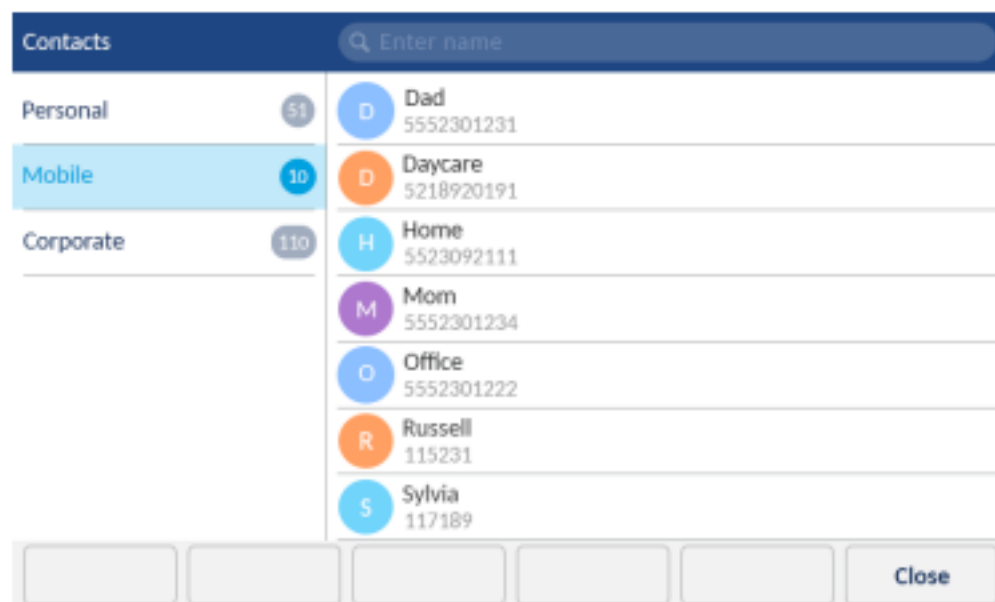 Contacts
Enter name
Personal 51
Mobile 10
Corporate 110
D Dad
5552301231
D Daycare
5218920191
H Home
5523092111
M Mom
5552301234
O Office
5552301222
R Russell
115231
S Sylvia
117189
Close